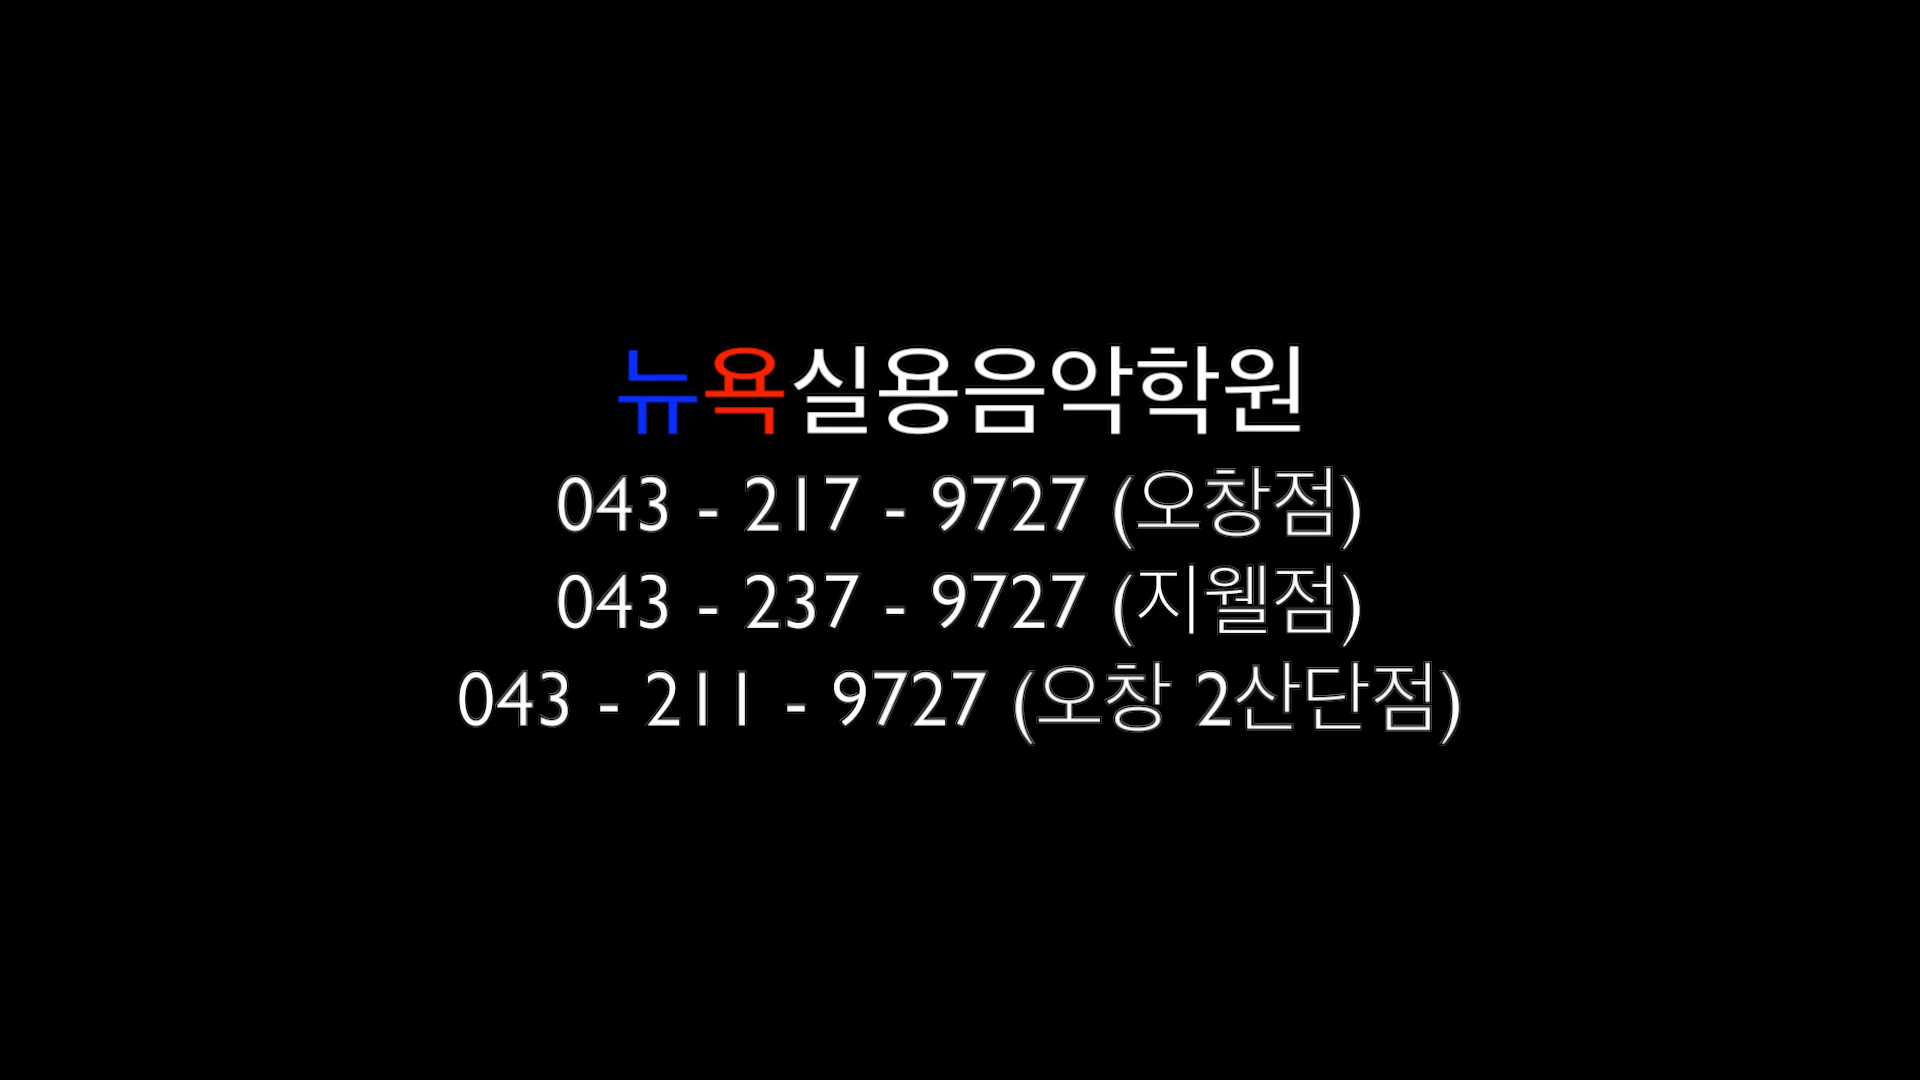 뉴욕실용음악학원
043 - 217 - 9727 (오창점)
043 - 237 - 9727 (지웰점)
043 - 211 - 9727 (오창 2산단점)